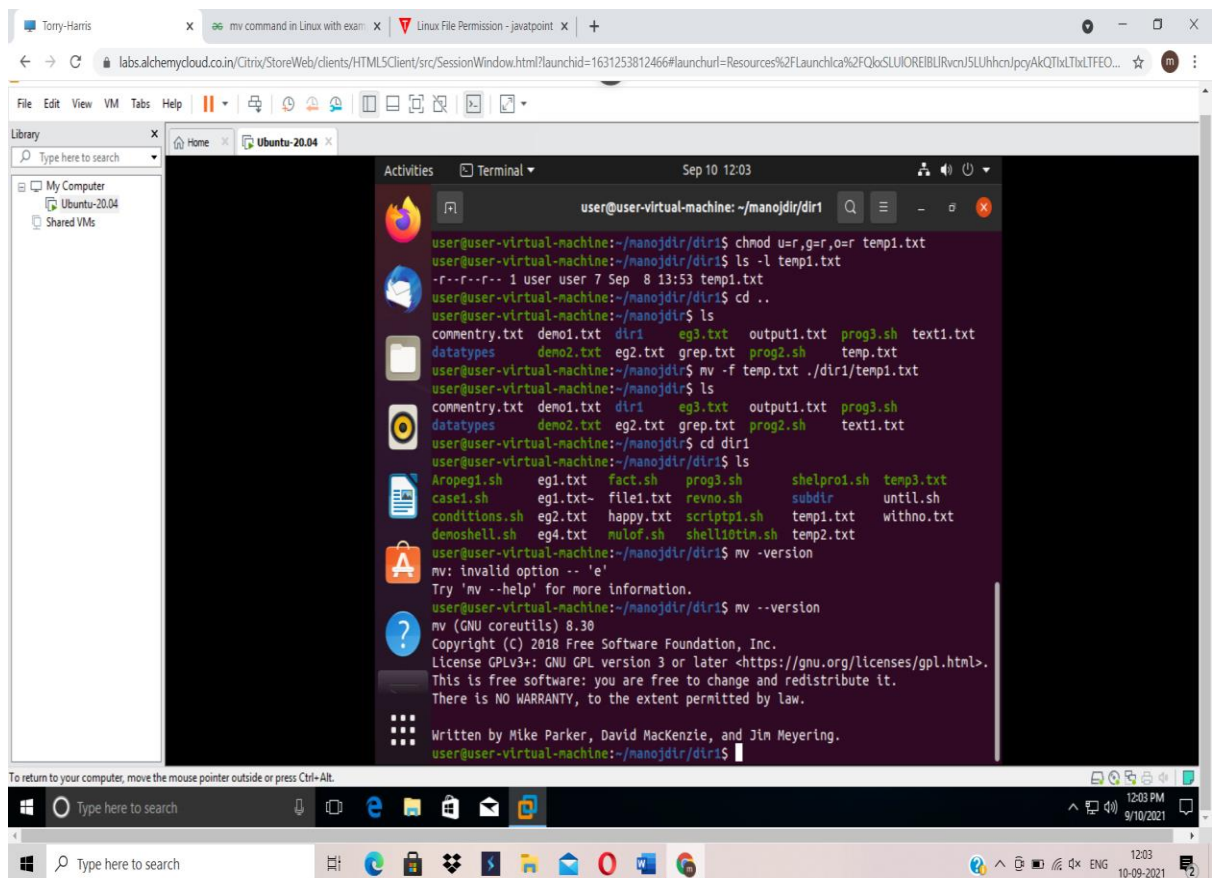 Torry-Harris
mv command in Linux with exam
Linux File Permission - javatpoint
labs.alchemycloud.co.in/Citrix/StoreWeb/clients/HTML5Client/src/SessionWindow.html?launchid=1631253812466#launchurl=Resources%2FLaunchIca%2F
m
File Edit View VM Tabs Help
Library
Home
Ubuntu-20.04
Type here to search
My Computer
Ubuntu-20.04
Shared VMs
Activities Terminal Sep 10 12:03
user@user-virtual-machine: ~/manojdir/dir1
user@user-virtual-machine:~/manojdir/dir1$ chmod u=r,g=r,o=r temp1.txt
user@user-virtual-machine:~/manojdir/dir1$ ls -l temp1.txt
-r--r--r-- 1 user user 7 Sep  8 13:53 temp1.txt
user@user-virtual-machine:~/manojdir/dir1$ cd ..
user@user-virtual-machine:~/manojdir$ ls
commentry.txt demo1.txt dir1 eg3.txt output1.txt prog3.sh text1.txt
datatypes demo2.txt eg2.txt grep.txt prog2.sh temp.txt
user@user-virtual-machine:~/manojdir$ mv -f temp.txt ./dir1/temp1.txt
user@user-virtual-machine:~/manojdir$ ls
commentry.txt demo1.txt dir1 eg3.txt output1.txt prog3.sh
datatypes demo2.txt eg2.txt grep.txt prog2.sh text1.txt
user@user-virtual-machine:~/manojdir$ cd dir1
user@user-virtual-machine:~/manojdir/dir1$ ls
Aropeg1.sh eg1.txt fact.sh prog3.sh shelpro1.sh temp3.txt
case1.sh eg1.txt~ file1.txt revno.sh subdir until.sh
conditions.sh eg2.txt happy.txt scriptp1.sh temp1.txt withno.txt
demoshell.sh eg4.txt mulof.sh shell10tim.sh temp2.txt
user@user-virtual-machine:~/manojdir/dir1$ mv -version
mv: invalid option -- 'e'
Try 'mv --help' for more information.
user@user-virtual-machine:~/manojdir/dir1$ mv --version
mv (GNU coreutils) 8.30
Copyright (C) 2018 Free Software Foundation, Inc.
License GPLv3+: GNU GPL version 3 or later <https://gnu.org/licenses/gpl.html>.
This is free software: you are free to change and redistribute it.
There is NO WARRANTY, to the extent permitted by law.
Written by Mike Parker, David MacKenzie, and Jim Meyering.
user@user-virtual-machine:~/manojdir/dir1$
To return to your computer, move the mouse pointer outside or press Ctrl+Alt.
Type here to search
12:03 PM
9/10/2021
Type here to search
ENG
12:03
10-09-2021
2